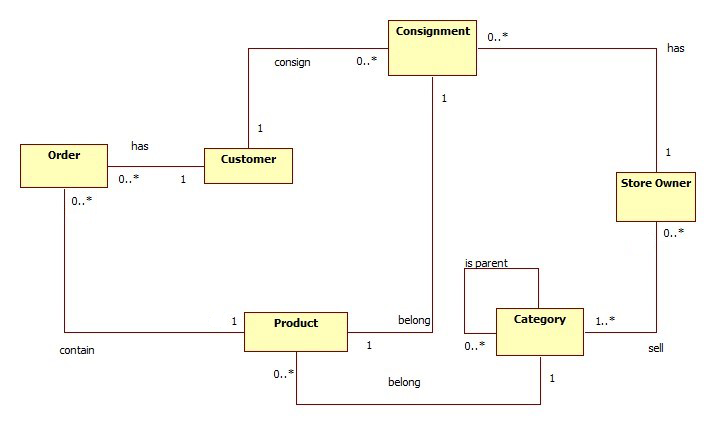 Consignment
0..*
has
consign
0..*
1
1
has
Order
Customer
1
0..*
1
Store Owner
0..*
0..*
is parent
1
Product
belong
Category
1..*
contain
1
0..*
sell
0..*
belong
1